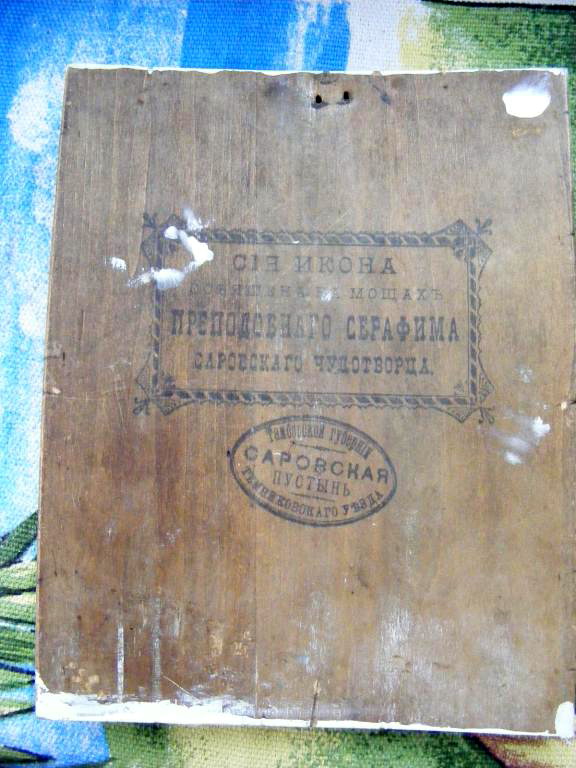 СІЯ ИКОНА
ОСВЯЩЕНА НА МОЩАХЪ
ПРЕПОДОБНАГО СЕРАФИМА
САРОВСКАГО ЧУДОТВОРЦА.
Тамбовской губерніи
САРОВСКАЯ
ПУСТЫНЬ
ТЕМНИКОВСКАГО УѢЗДА